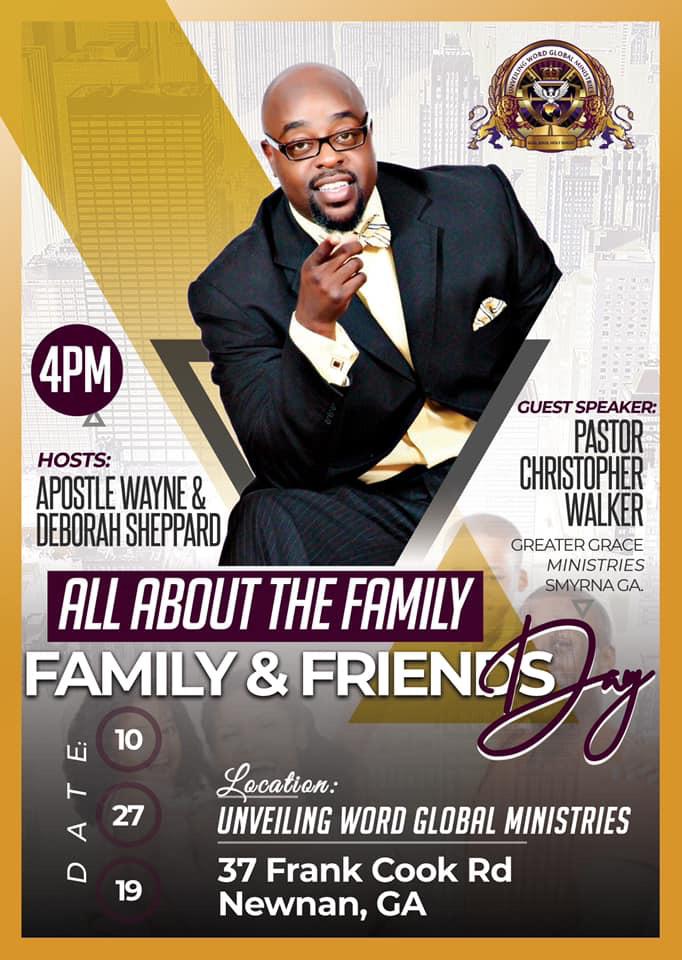 UNVEILING WORD GLOBAL MINISTRIES
4PM
HOSTS:
APOSTLE WAYNE &
DEBORAH SHEPPARD
GUEST SPEAKER:
PASTOR
CHRISTOPHER
WALKER
GREATER GRACE
MINISTRIES
SMYRNA GA.
ALL ABOUT THE FAMILY
FAMILY & FRIENDS Day
DATE:
10
27
19
Location:
UNVEILING WORD GLOBAL MINISTRIES
37 Frank Cook Rd
Newnan, GA